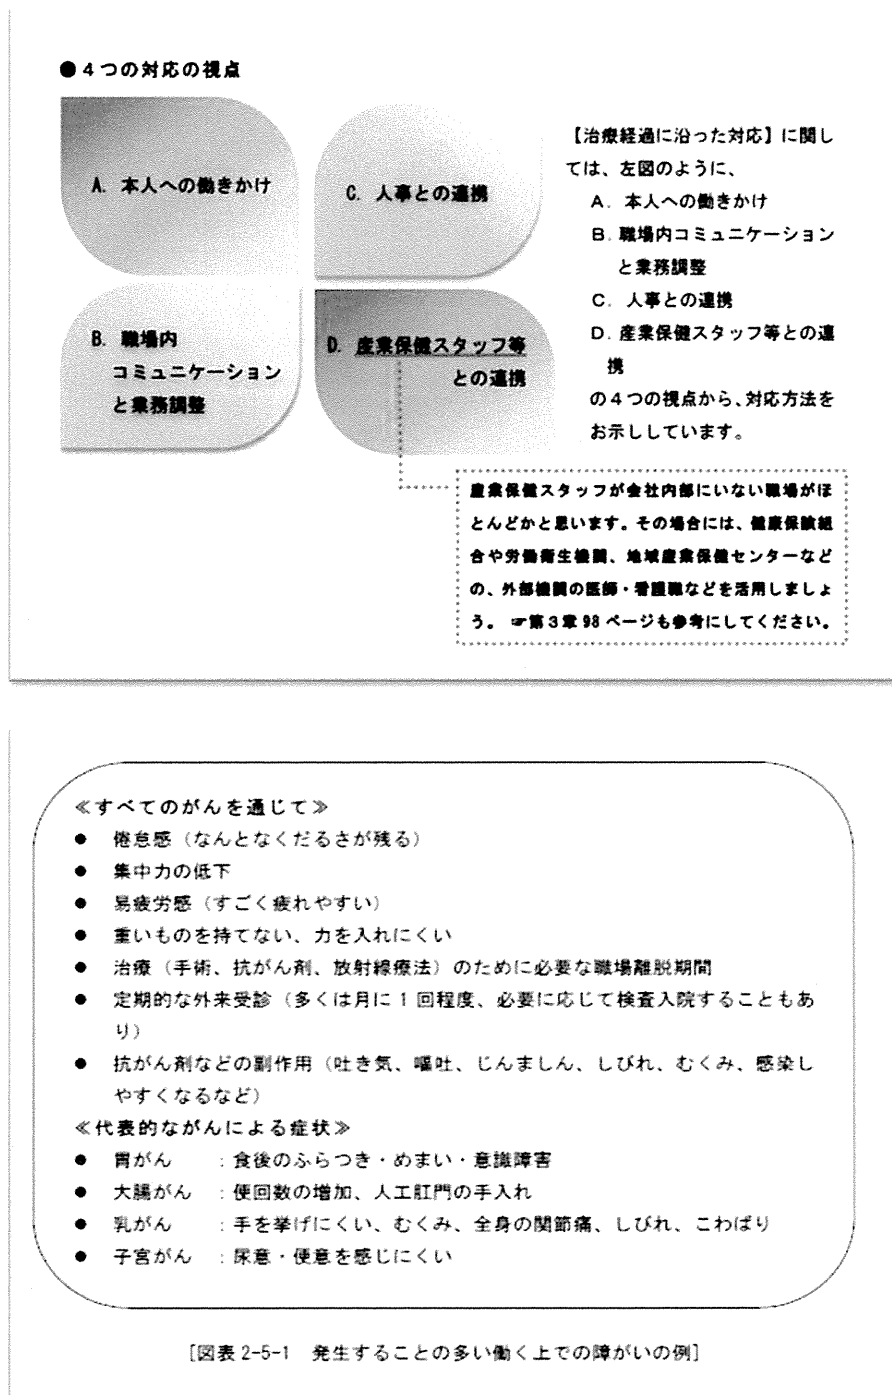 ●４つの対応の視点
A. 本人への働きかけ
C. 人事との連携
B. 職場内
コミュニケーション
と業務調整
D. 産業保健スタッフ等
との連携
【治療経過に沿った対応】に関し
ては、左図のように、
A. 本人への働きかけ
B. 職場内コミュニケーション
と業務調整
C. 人事との連携
D. 産業保健スタッフ等との連
携
の４つの視点から、対応方法を
お示ししています。
産業保健スタッフが会社内部にいない職場がほ
とんどかと思います。その場合には、健康保険組
合や労働衛生機関、地域産業保健センターなど
の、外部機関の医師・看護職などを活用しましょ
う。 ☞第３章 98 ページも参考にしてください。
≪すべてのがんを通じて≫
● 倦怠感（なんとなくだるさが残る）
● 集中力の低下
● 易疲労感（すごく疲れやすい）
● 重いものを持てない、力を入れにくい
● 治療（手術、抗がん剤、放射線療法）のために必要な職場離脱期間
● 定期的な外来受診（多くは月に 1 回程度、必要に応じて検査入院することもあ
り）
● 抗がん剤などの副作用（吐き気、嘔吐、じんましん、しびれ、むくみ、感染し
やすくなるなど）
≪代表的ながんによる症状≫
● 胃がん ：食後のふらつき・めまい・意識障害
● 大腸がん ：便回数の増加、人工肛門の手入れ
● 乳がん ：手を挙げにくい、むくみ、全身の関節痛、しびれ、こわばり
● 子宮がん ：尿意・便意を感じにくい
[図表 2-5-1 発生することの多い働く上での障がいの例]